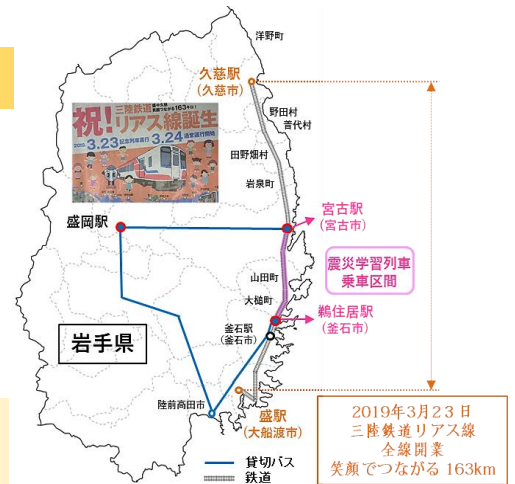 洋野町
久慈駅
(久慈市)
野田村
普代村
祝!
三陸鉄道
リアス線誕生
3.23
3.24
田野畑村
岩泉町
盛岡駅
宮古駅
(宮古市)
震災学習列車
乗車区間
山田町
大槌町
鵜住居駅
(釜石市)
釜石駅
(釜石市)
岩手県
陸前高田市
盛駅
(大船渡市)
2019年3月23日
三陸鉄道リアス線
全線開業
笑顔でつながる163km
貸切バス
鉄道